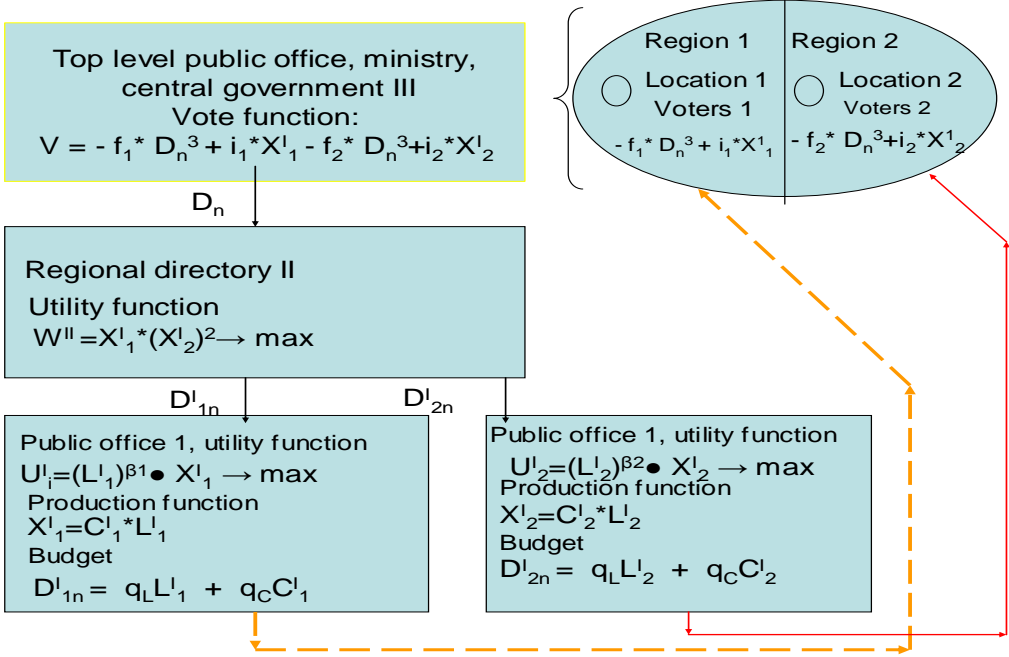 Top level public office, ministry,
central government III
Vote function:
V = - f₁* Dₙ³ + i₁*Xᴵ₁ - f₂* Dₙ³+i₂*Xᴵ₂
Region 1
Region 2
Location 1
Location 2
Voters 1
Voters 2
- f₁* Dₙ³ + i₁*X¹₁
- f₂* Dₙ³+i₂*X¹₂
Dₙ
Regional directory II
Utility function
Wᴵᴵ =Xᴵ₁*(Xᴵ₂)²→ max
Dᴵ₁ₙ
Dᴵ₂ₙ
Public office 1, utility function
Uᴵᵢ=(Lᴵ₁)^β1● Xᴵ₁ → max
Production function
Xᴵ₁=Cᴵ₁*Lᴵ₁
Budget
Dᴵ₁ₙ = q_LLᴵ₁ + q_CCᴵ₁
Public office 1, utility function
Uᴵ₂=(Lᴵ₂)^β2● Xᴵ₂ → max
Production function
Xᴵ₂=Cᴵ₂*Lᴵ₂
Budget
Dᴵ₂ₙ = q_LLᴵ₂ + q_CCᴵ₂